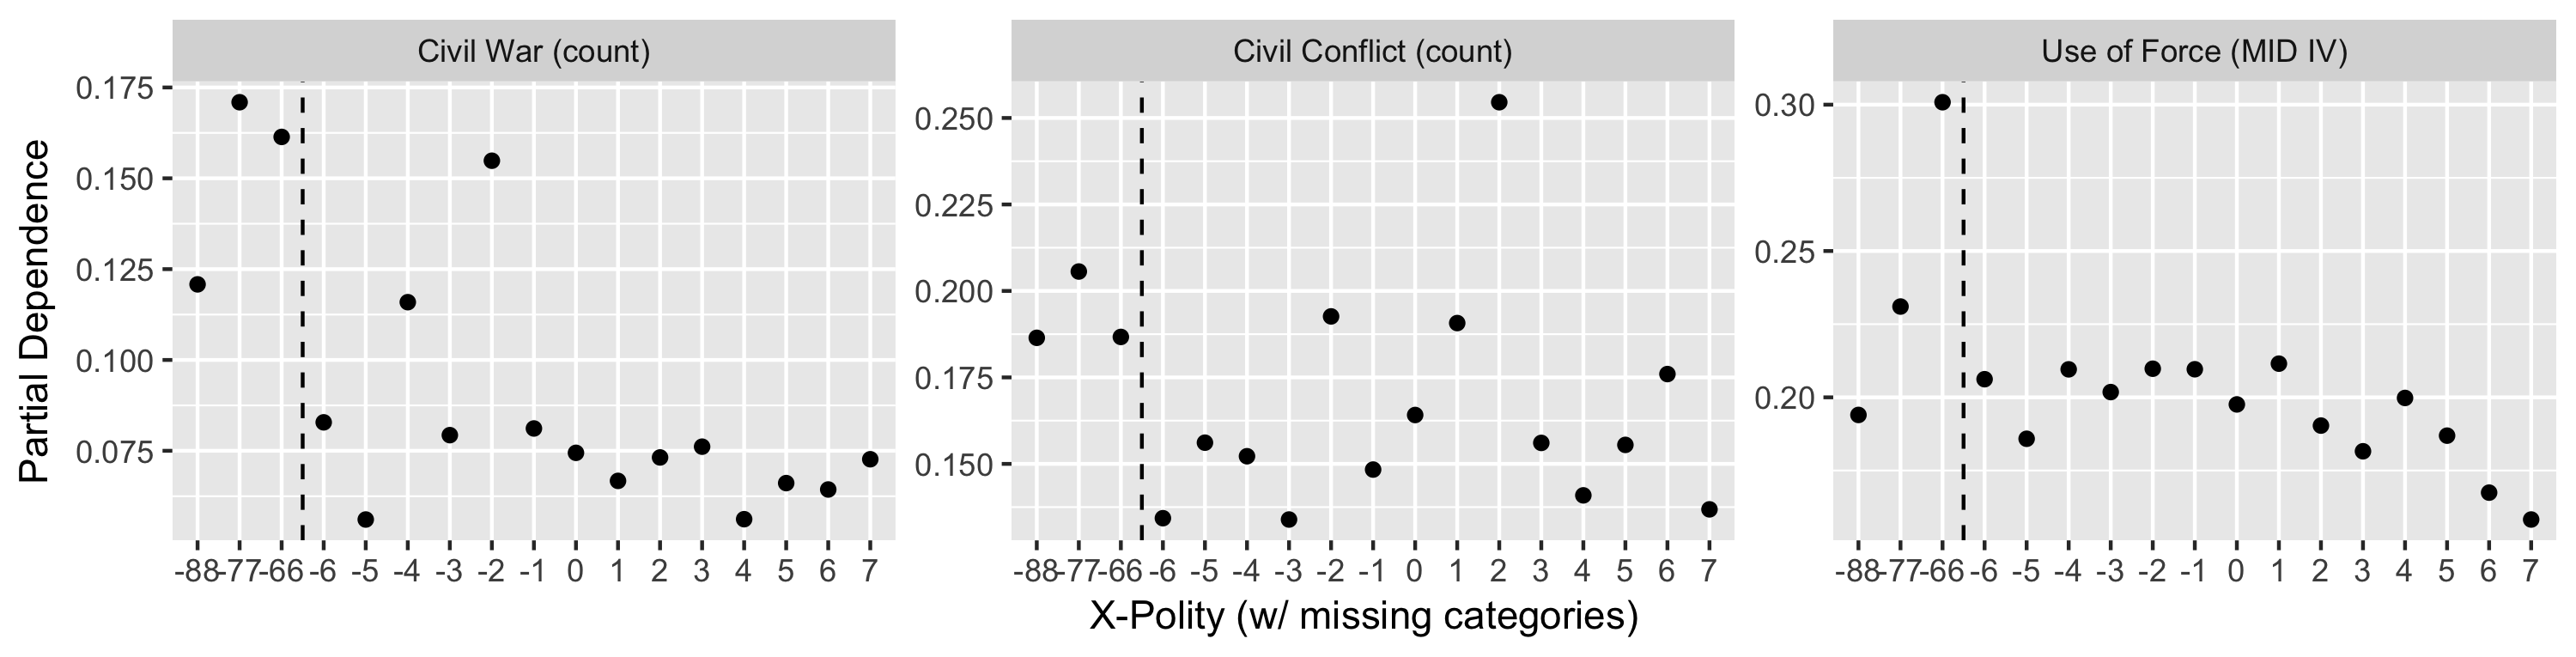 Civil War (count)
Civil Conflict (count)
Use of Force (MID IV)
Partial Dependence
0.175
0.150
0.125
0.100
0.075
-88 -77 -66 -6 -5 -4 -3 -2 -1 0 1 2 3 4 5 6 7
0.250
0.225
0.200
0.175
0.150
-88 -77 -66 -6 -5 -4 -3 -2 -1 0 1 2 3 4 5 6 7
0.30
0.25
0.20
-88 -77 -66 -6 -5 -4 -3 -2 -1 0 1 2 3 4 5 6 7
X-Polity (w/ missing categories)